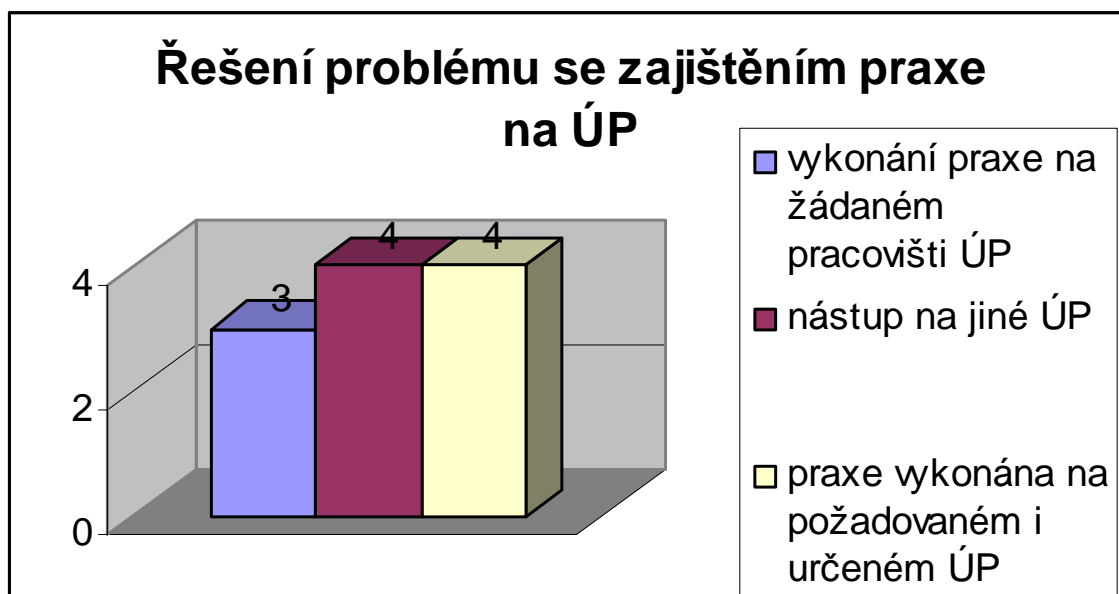 Řešení problému se zajištěním praxe
na ÚP
vykonání praxe na
žádaném
pracovišti ÚP
nástup na jiné ÚP
praxe vykonána na
požadovaném i
určeném ÚP
4
2
0
3
4
4